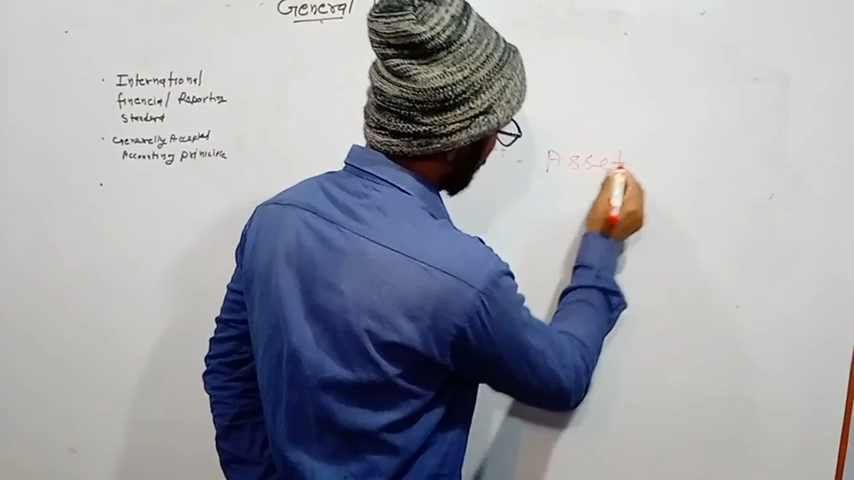 General
• International
financial Reporting
standard
• Generally Accepted
Accounting principle
- Asset